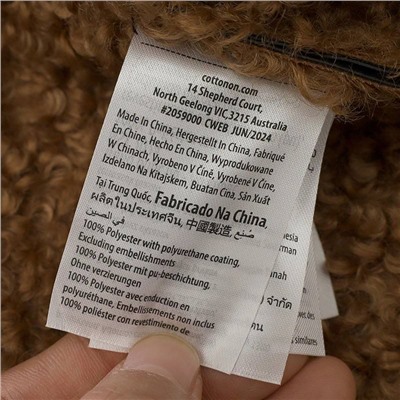 cottonon.com
14 Shepherd Court,
North Geelong VIC,3215 Australia
#2059000 CWEB JUN/2024
Made In China, Hergestellt In China, Fabriqué
En Chine, Hecho En China, Wyprodukowane
W Chinach, Vyrobeno V Číně, Vyrobené V Číne,
Izdelano Na Kitajskem, Buatan Cina, Sản Xuất
Tại Trung Quốc, Fabricado Na China,
ผลิตในประเทศจีน, 中國製造, صُنع
في الصين
100% Polyester with polyurethane coating,
Excluding embellishments
100% Polyester mit pu-beschichtung,
Ohne verzierungen
100% Polyester avec enduction en
polyuréthane, Embellishments non inclus
100% poliéster con revestimiento de